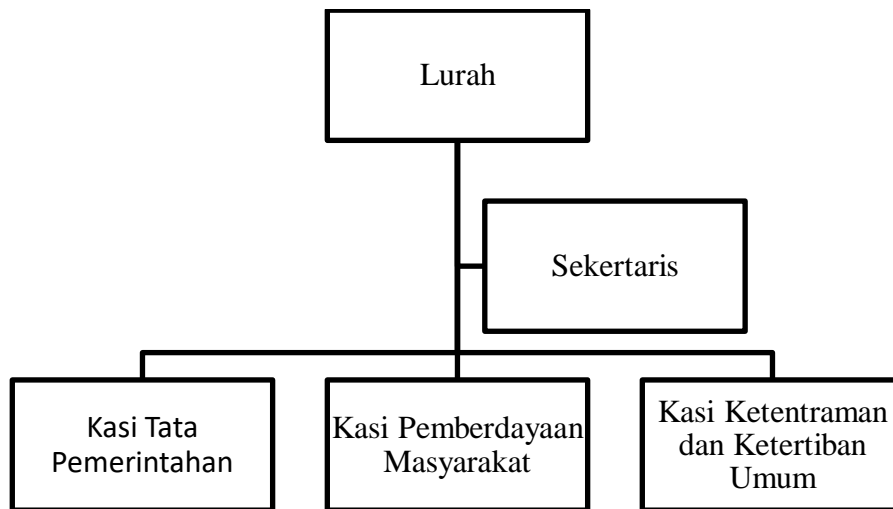 Lurah
Sekertaris
Kasi Tata
Pemerintahan
Kasi Pemberdayaan
Masyarakat
Kasi Ketentraman
dan Ketertiban
Umum